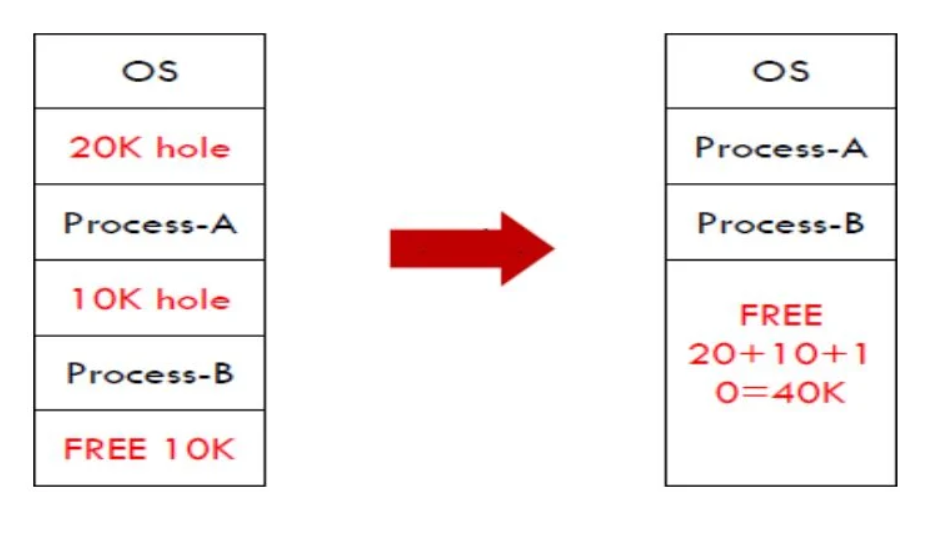 OS
20K hole
Process-A
10K hole
Process-B
FREE 10K
OS
Process-A
Process-B
FREE
20+10+1
0=40K